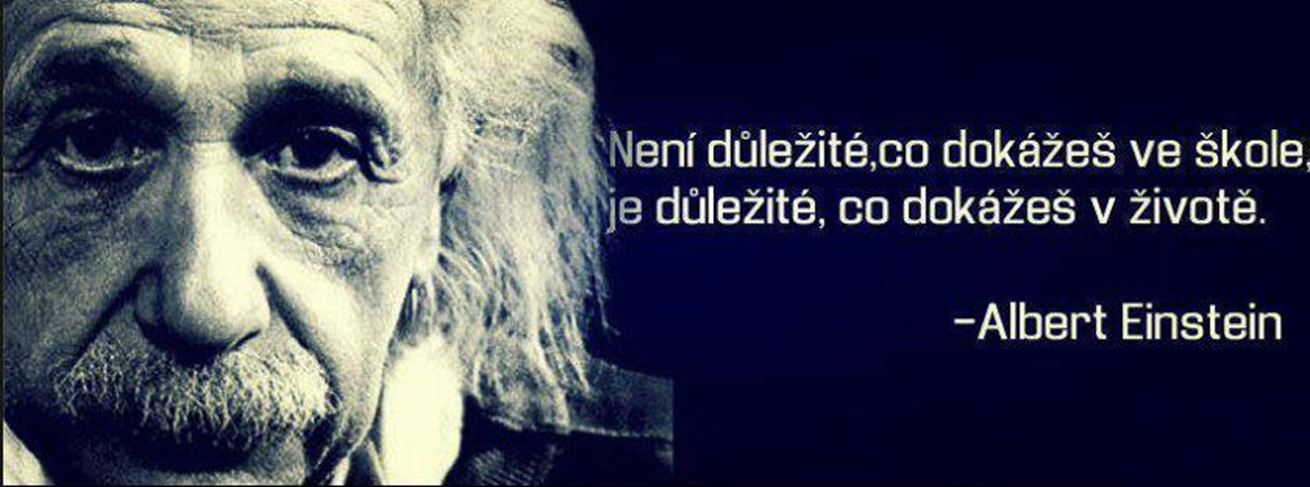 Není důležité,co dokážeš ve škole,
je důležité, co dokážeš v životě.
-Albert Einstein